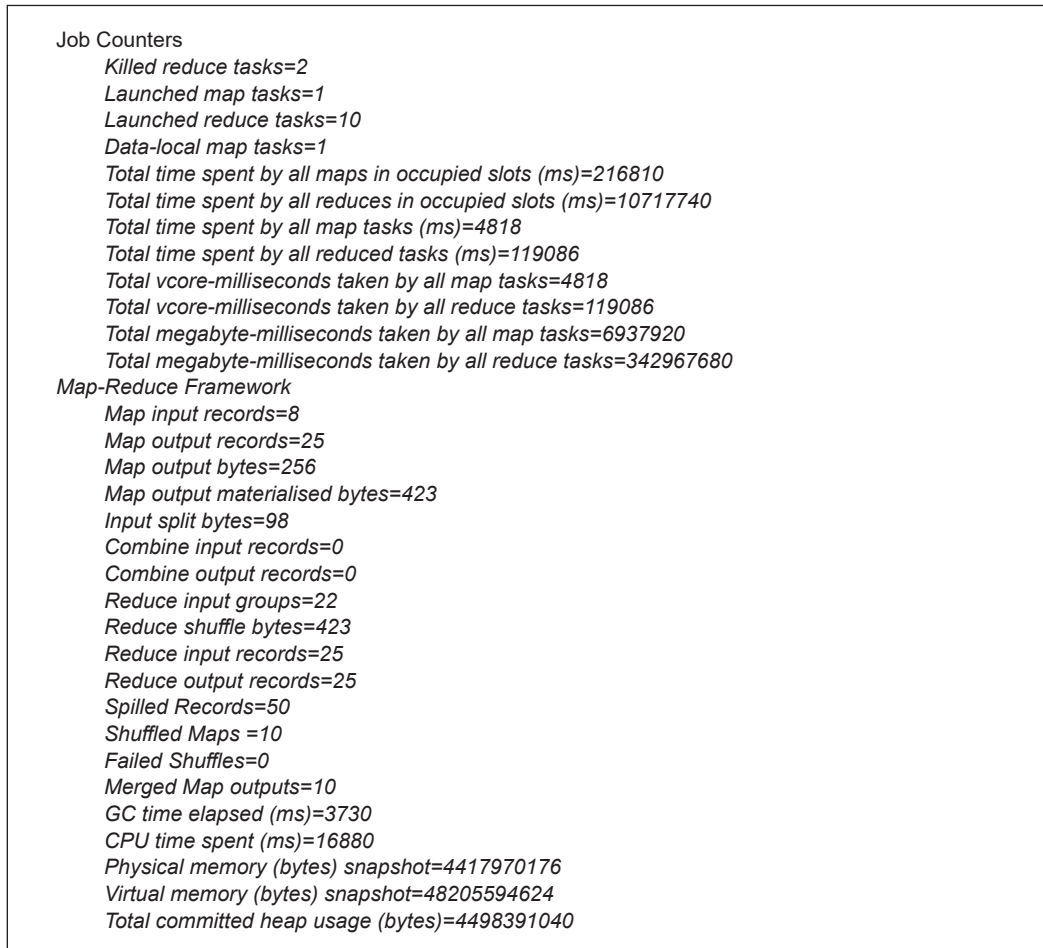 Job Counters
Killed reduce tasks=2
Launched map tasks=1
Launched reduce tasks=10
Data-local map tasks=1
Total time spent by all maps in occupied slots (ms)=216810
Total time spent by all reduces in occupied slots (ms)=10717740
Total time spent by all map tasks (ms)=4818
Total time spent by all reduced tasks (ms)=119086
Total vcore-milliseconds taken by all map tasks=4818
Total vcore-milliseconds taken by all reduce tasks=119086
Total megabyte-milliseconds taken by all map tasks=6937920
Total megabyte-milliseconds taken by all reduce tasks=342967680
Map-Reduce Framework
Map input records=8
Map output records=25
Map output bytes=256
Map output materialised bytes=423
Input split bytes=98
Combine input records=0
Combine output records=0
Reduce input groups=22
Reduce shuffle bytes=423
Reduce input records=25
Reduce output records=25
Spilled Records=50
Shuffled Maps =10
Failed Shuffles=0
Merged Map outputs=10
GC time elapsed (ms)=3730
CPU time spent (ms)=16880
Physical memory (bytes) snapshot=4417970176
Virtual memory (bytes) snapshot=48205594624
Total committed heap usage (bytes)=4498391040